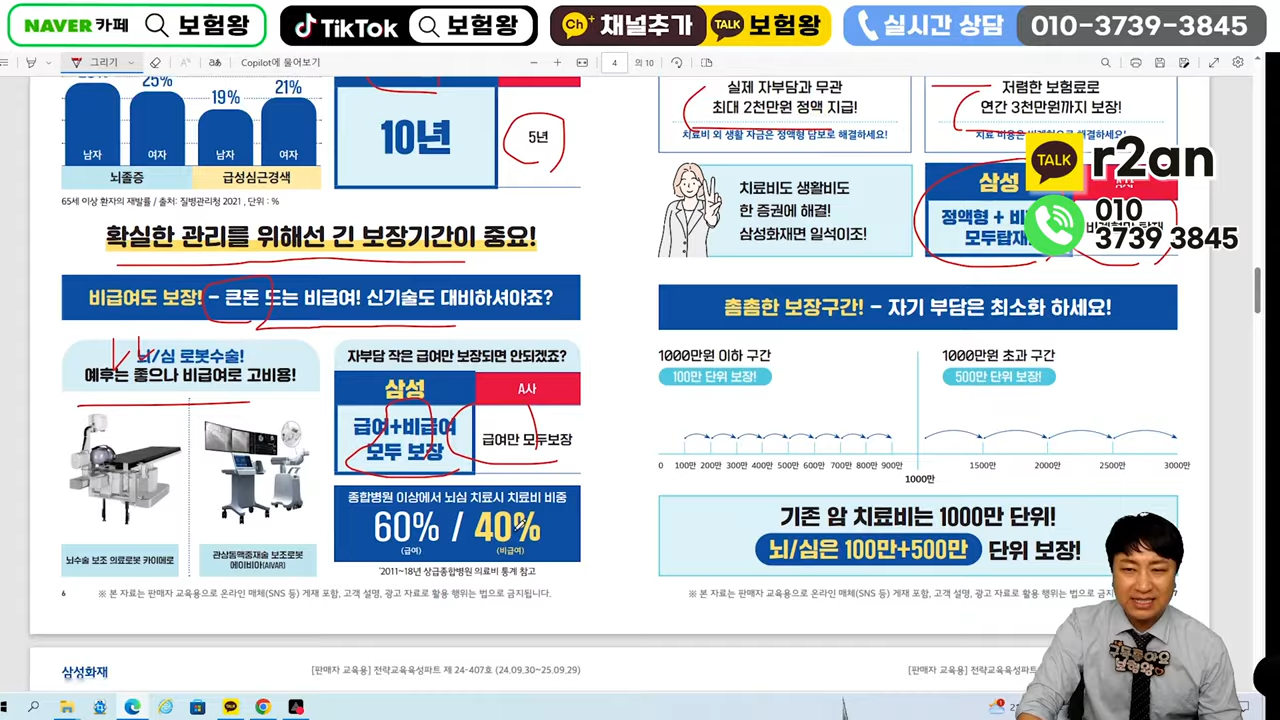 NAVER 카페 보험왕
TikTok 보험왕
Ch+ 채널추가 TALK 보험왕
실시간 상담 010-3739-3845
그리기
Copilot에 물어보기
4 의 10
25%
19%
21%
남자 여자 남자 여자
뇌졸중 급성심근경색
65세 이상 환자의 재발률 / 출처: 질병관리청 2021 , 단위 : %
10년
5년
확실한 관리를 위해선 긴 보장기간이 중요!
비급여도 보장! - 큰돈 드는 비급여! 신기술도 대비하셔야죠?
뇌/심 로봇수술!
예후는 좋으나 비급여로 고비용!
뇌수술 보조 의료로봇 카이메로
관상동맥중재술 보조로봇
에이비아(AIVAR)
자부담 작은 급여만 보장되면 안되겠죠?
삼성 A사
급여+비급여
모두 보장
급여만 모두보장
종합병원 이상에서 뇌심 치료시 치료비 비중
60% / 40%
(급여) (비급여)
'2011~18년 상급종합병원 의료비 통계 참고
6
※ 본 자료는 판매자 교육용으로 온라인 매체(SNS 등) 게재 포함, 고객 설명, 광고 자료로 활용 행위는 법으로 금지됩니다.
실제 자부담과 무관
최대 2천만원 정액 지급!
치료비 외 생활 자금은 정액형 담보로 해결하세요!
저렴한 보험료로
연간 3천만원까지 보장!
치료비도 생활비도
한 증권에 해결!
삼성화재면 일석이조!
삼성
정액형 +
모두탑재
TALK r2an
010
3739 3845
촘촘한 보장구간! - 자기 부담은 최소화 하세요!
1000만원 이하 구간
100만 단위 보장!
1000만원 초과 구간
500만 단위 보장!
0 100만 200만 300만 400만 500만 600만 700만 800만 900만 1500만 2000만 2500만 3000만
1000만
기존 암 치료비는 1000만 단위!
뇌/심은 100만+500만 단위 보장!
※ 본 자료는 판매자 교육용으로 온라인 매체(SNS 등) 게재 포함, 고객 설명, 광고 자료로 활용 행위는 법으로 금지
구독좋아요
보험왕
삼성화재
[판매자 교육용] 전략교육육성파트 제 24-407호 (24.09.30~25.09.29)
[판매자 교육용] 전략교육육성파트